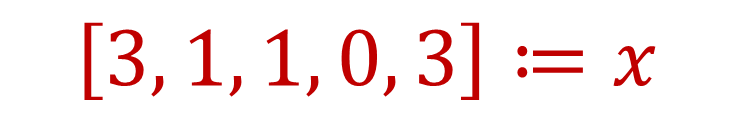 [3, 1, 1, 0, 3] ≔ x